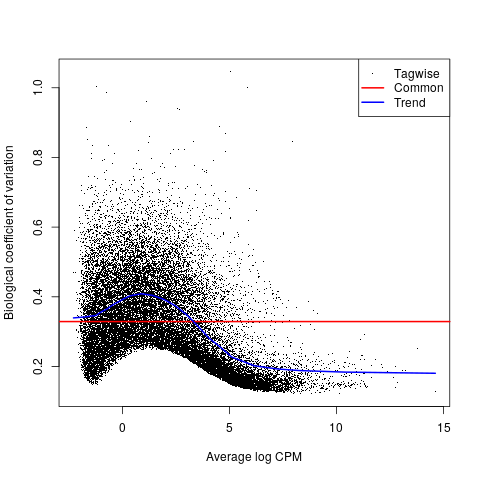 Tagwise
Common
Trend
Biological coefficient of variation
1.0
0.8
0.6
0.4
0.2
0 5 10 15
Average log CPM